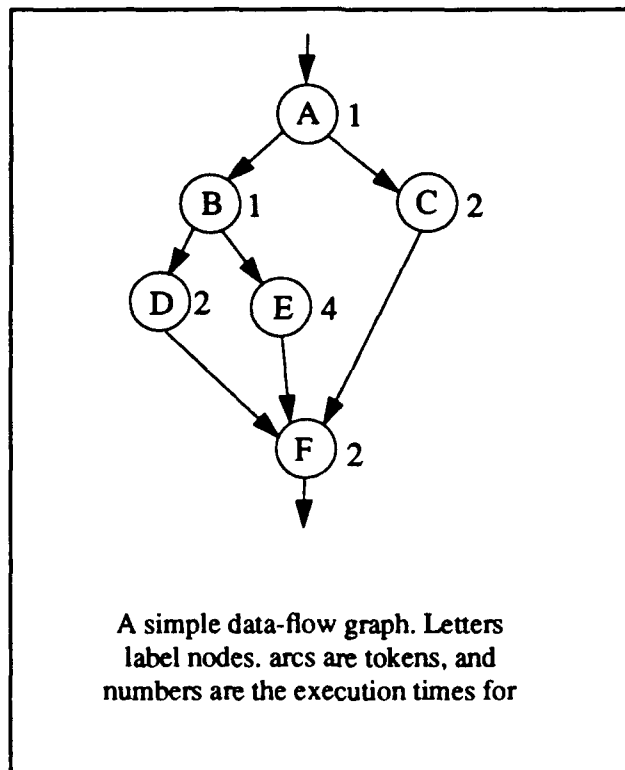 A 1
B 1 C 2
D 2 E 4
F 2
A simple data-flow graph. Letters
label nodes. arcs are tokens, and
numbers are the execution times for